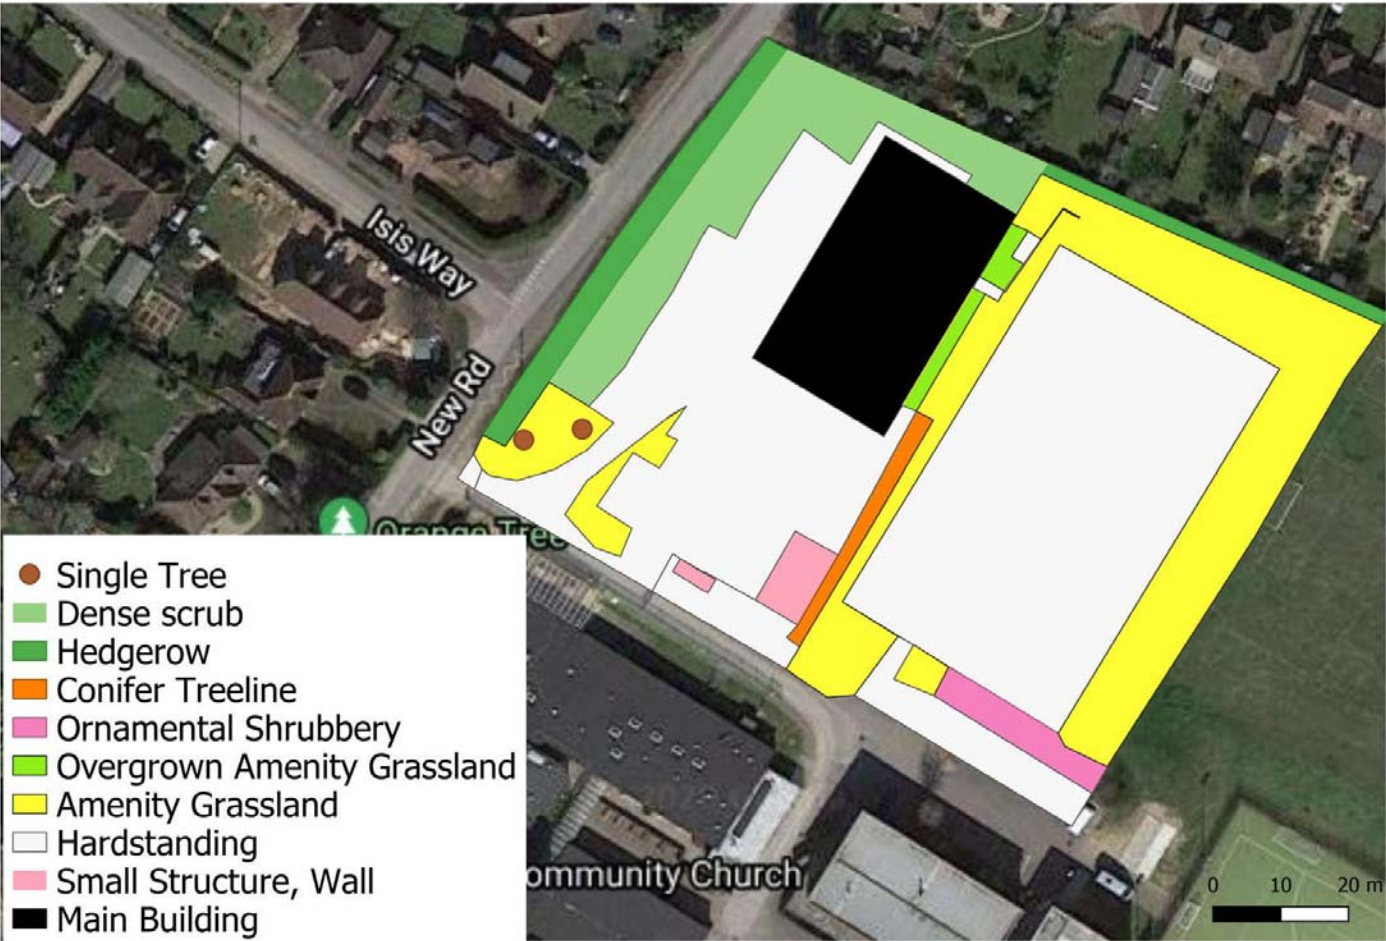 Isis Way
New Rd
Orange Tree
Single Tree
Dense scrub
Hedgerow
Conifer Treeline
Ornamental Shrubbery
Overgrown Amenity Grassland
Amenity Grassland
Hardstanding
Small Structure, Wall
Main Building
ommunity Church
0 10 20 m